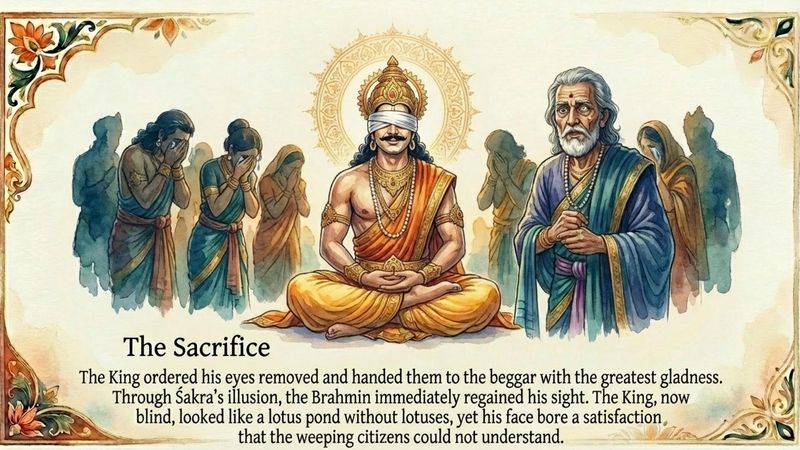 The Sacrifice
The King ordered his eyes removed and handed them to the beggar with the greatest gladness.
Through Śakra’s illusion, the Brahmin immediately regained his sight. The King, now
blind, looked like a lotus pond without lotuses, yet his face bore a satisfaction
that the weeping citizens could not understand.